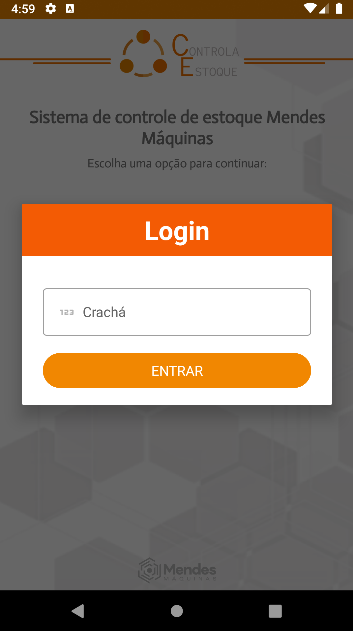 4:59
A
CONTROLA
ESTOQUE
Sistema de controle de estoque Mendes
Máquinas
Escolha uma opção para continuar:
Login
123 Crachá
ENTRAR
Mendes
MÁQUINAS